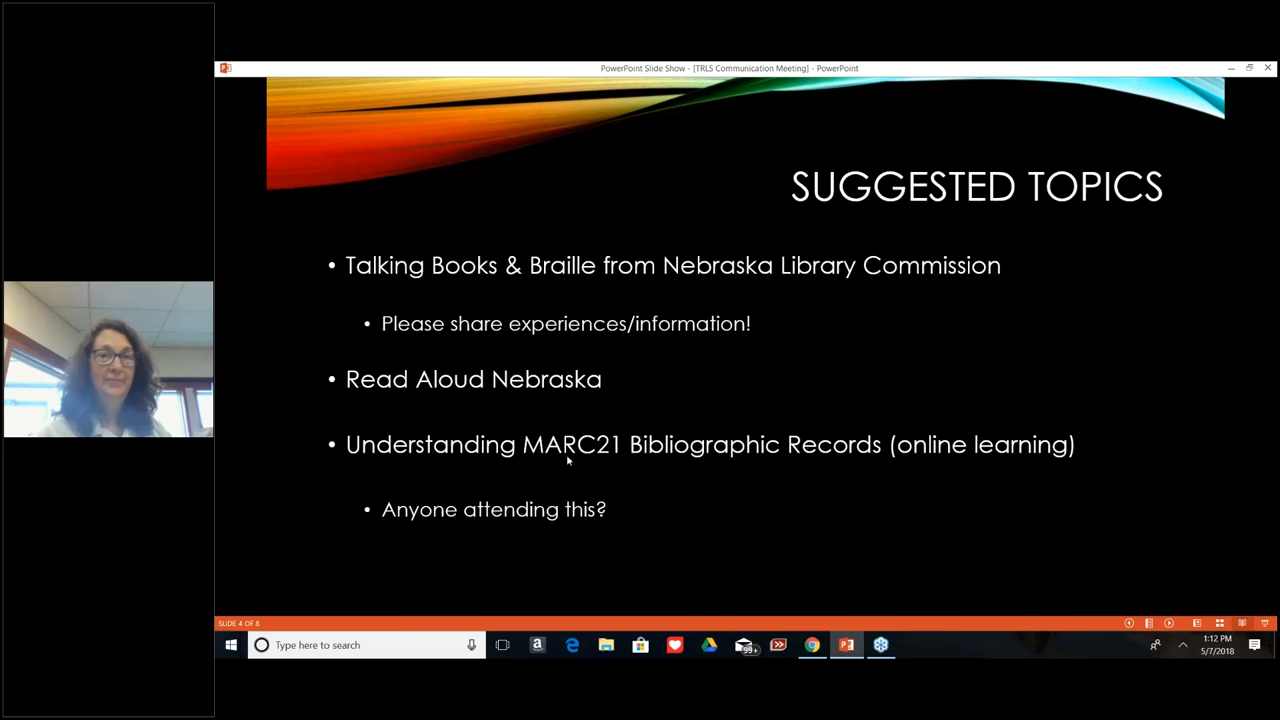 PowerPoint Slide Show - [TRLS Communication Meeting] - PowerPoint
SUGGESTED TOPICS
• Talking Books & Braille from Nebraska Library Commission
• Please share experiences/information!
• Read Aloud Nebraska
• Understanding MARC21 Bibliographic Records (online learning)
• Anyone attending this?
SLIDE 4 OF 8
Type here to search
99+
1:12 PM
5/7/2018